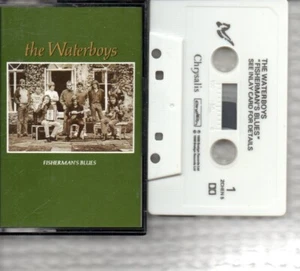 the Waterboys
FISHERMAN'S BLUES
Chrysalis
THE WATERBOYS
"FISHERMAN'S BLUES"
SEE INLAY CARD FOR DETAILS
1